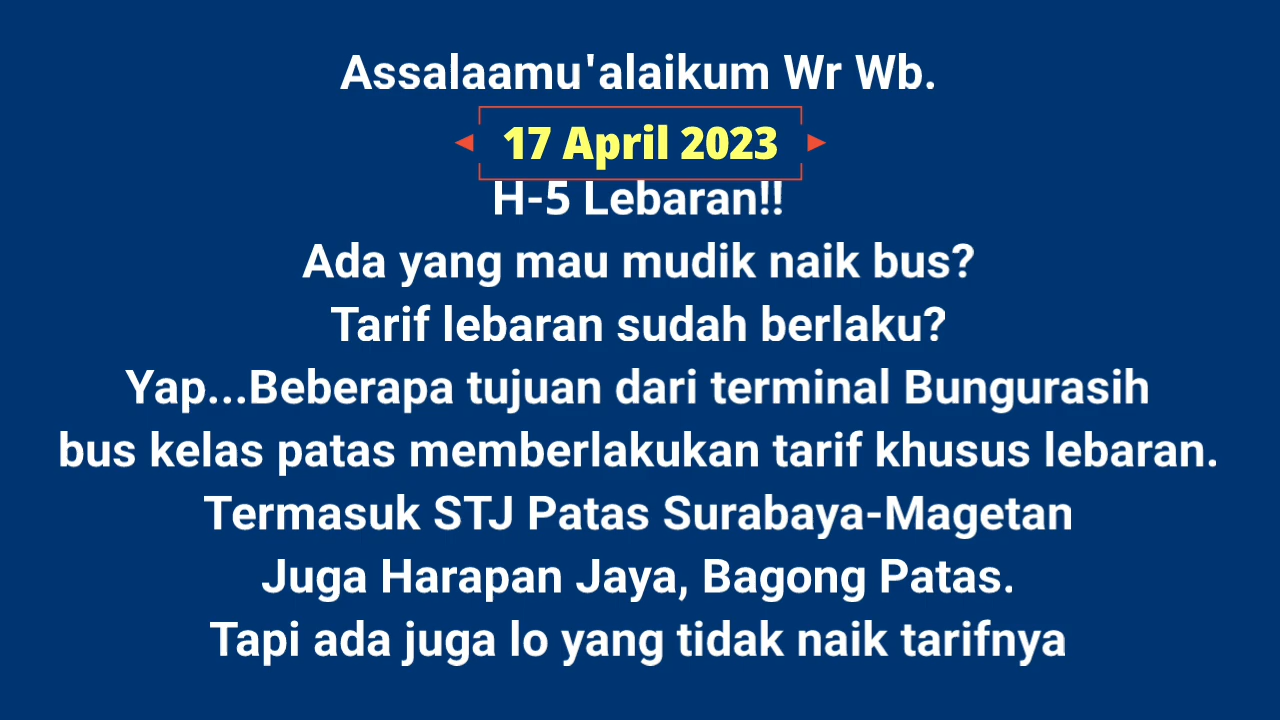 Assalaamu'alaikum Wr Wb.
17 April 2023
H-5 Lebaran!!
Ada yang mau mudik naik bus?
Tarif lebaran sudah berlaku?
Yap...Beberapa tujuan dari terminal Bungurasih
bus kelas patas memberlakukan tarif khusus lebaran.
Termasuk STJ Patas Surabaya-Magetan
Juga Harapan Jaya, Bagong Patas.
Tapi ada juga lo yang tidak naik tarifnya